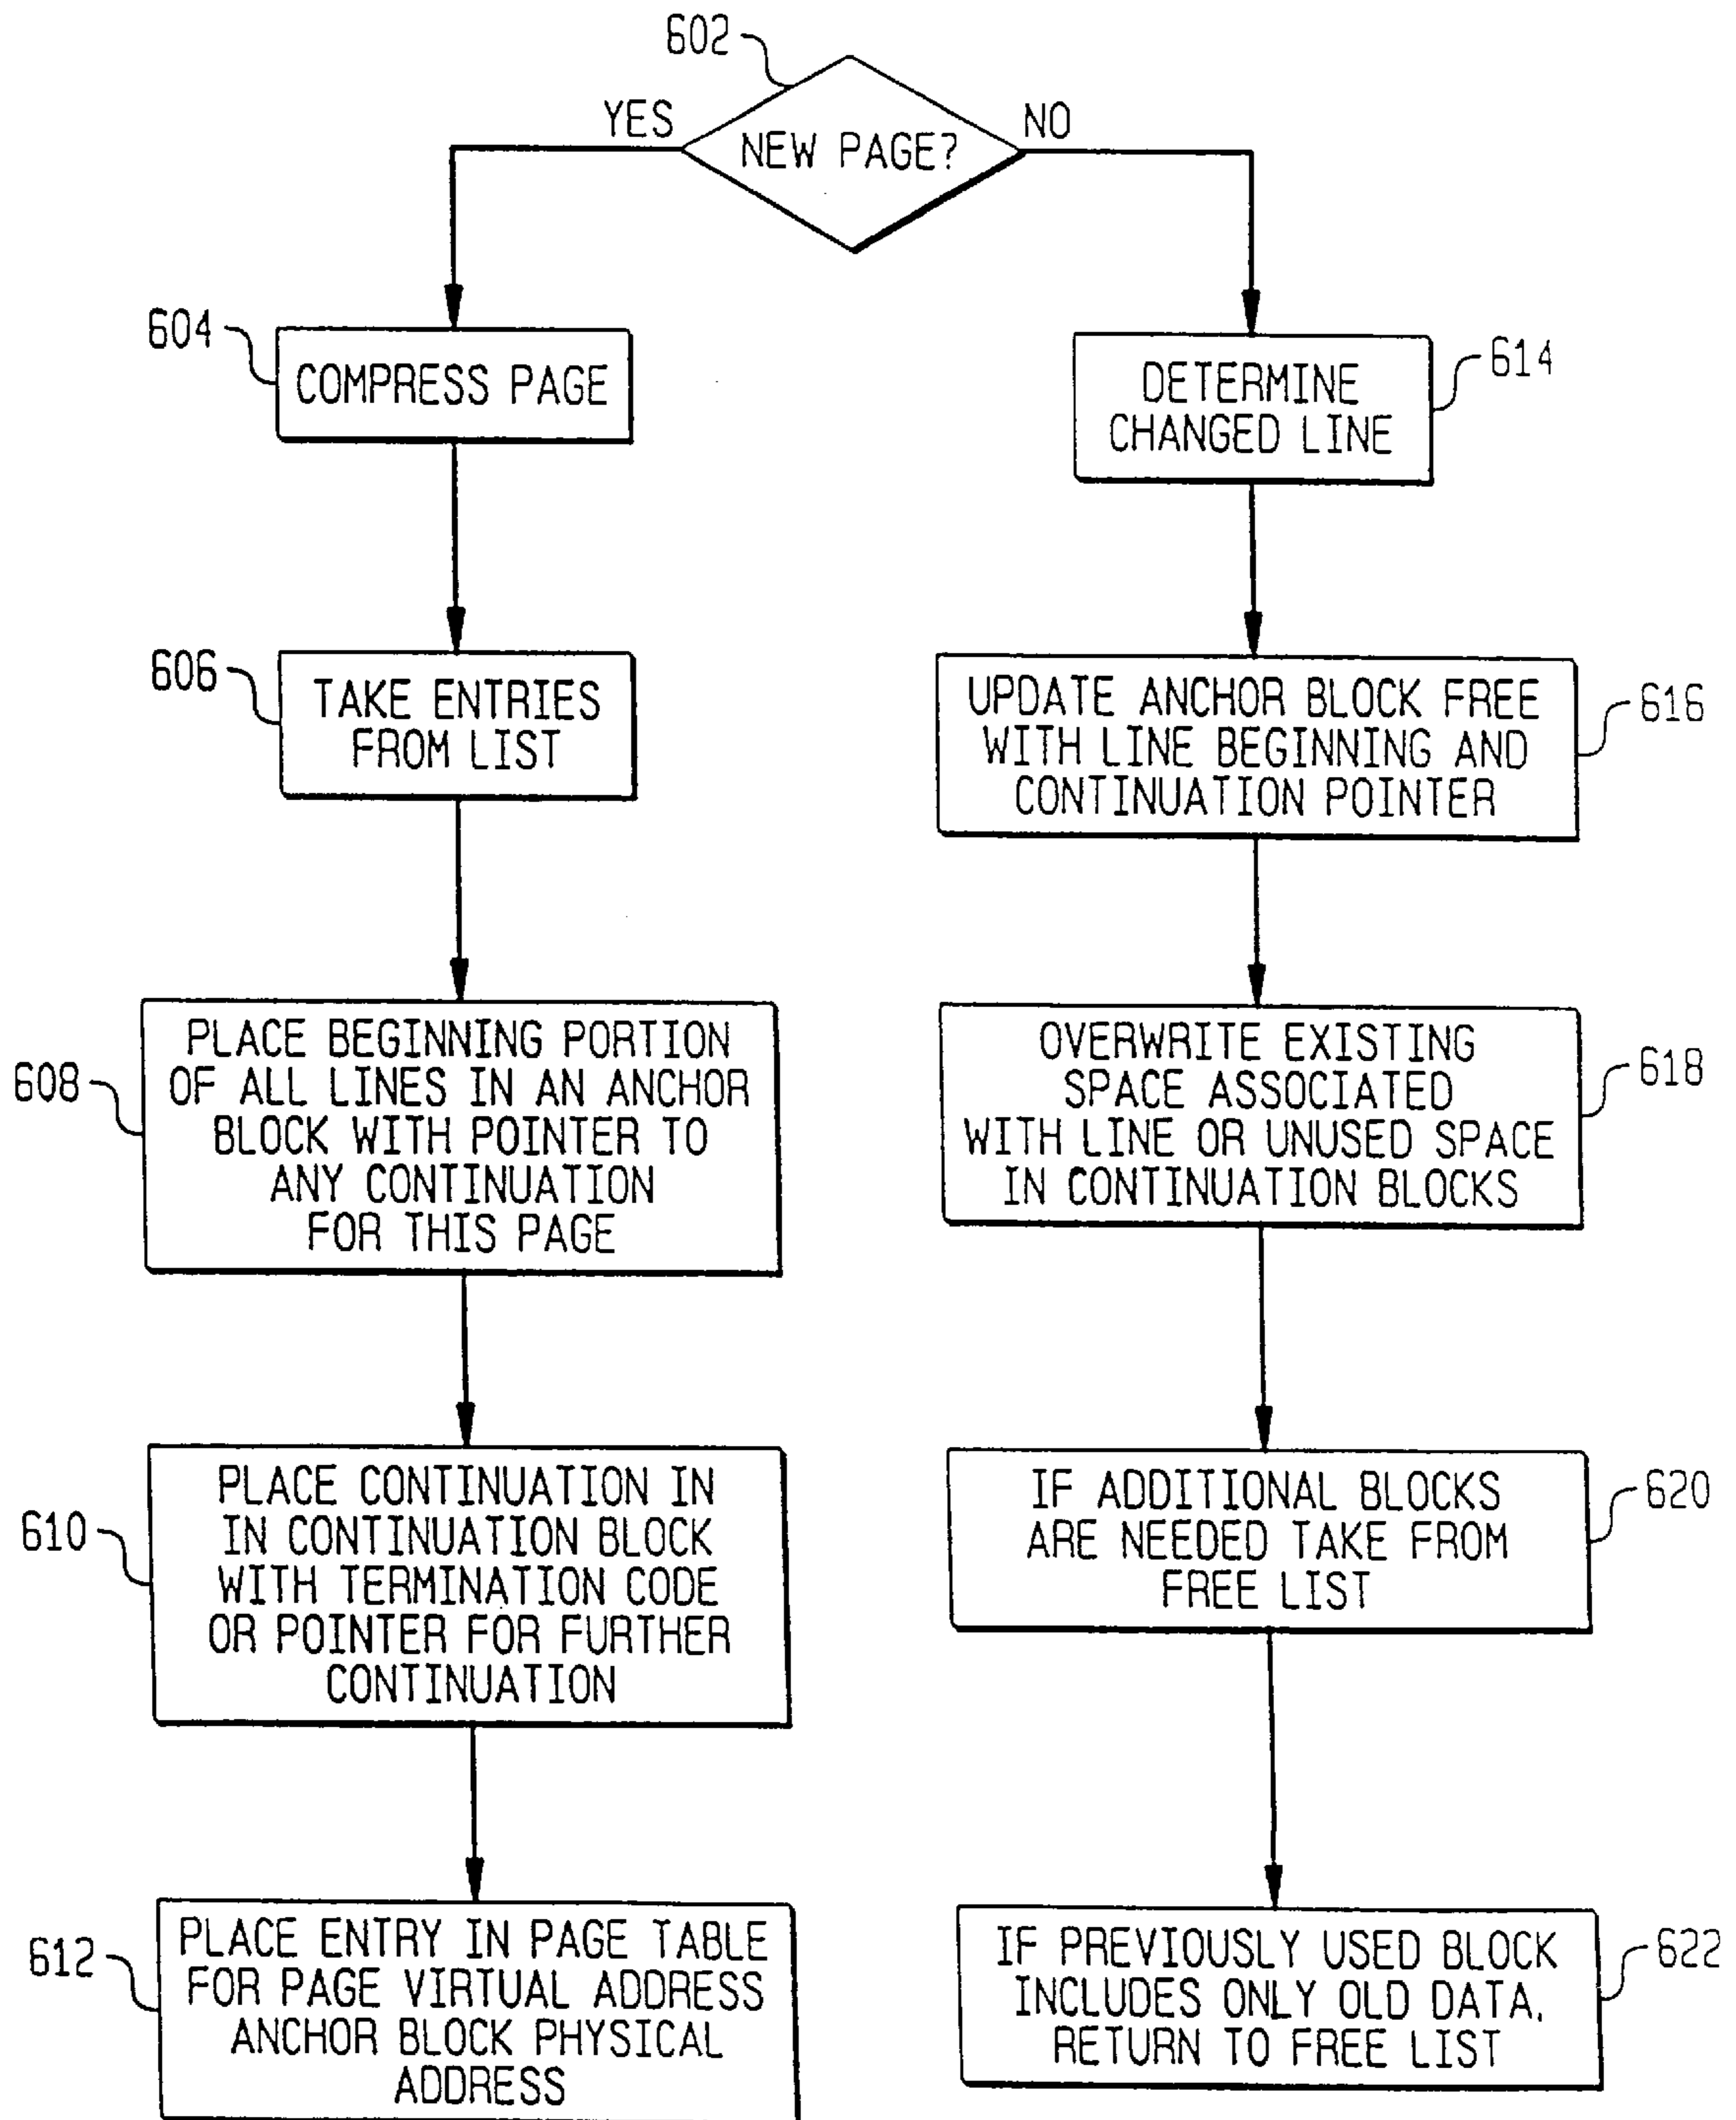 602
YES
NEW PAGE?
NO
604
COMPRESS PAGE
606
TAKE ENTRIES
FROM LIST
608
PLACE BEGINNING PORTION
OF ALL LINES IN AN ANCHOR
BLOCK WITH POINTER TO
ANY CONTINUATION
FOR THIS PAGE
610
PLACE CONTINUATION IN
IN CONTINUATION BLOCK
WITH TERMINATION CODE
OR POINTER FOR FURTHER
CONTINUATION
612
PLACE ENTRY IN PAGE TABLE
FOR PAGE VIRTUAL ADDRESS
ANCHOR BLOCK PHYSICAL
ADDRESS
DETERMINE
CHANGED LINE
614
UPDATE ANCHOR BLOCK FREE
WITH LINE BEGINNING AND
CONTINUATION POINTER
616
OVERWRITE EXISTING
SPACE ASSOCIATED
WITH LINE OR UNUSED SPACE
IN CONTINUATION BLOCKS
618
IF ADDITIONAL BLOCKS
ARE NEEDED TAKE FROM
FREE LIST
620
IF PREVIOUSLY USED BLOCK
INCLUDES ONLY OLD DATA,
RETURN TO FREE LIST
622